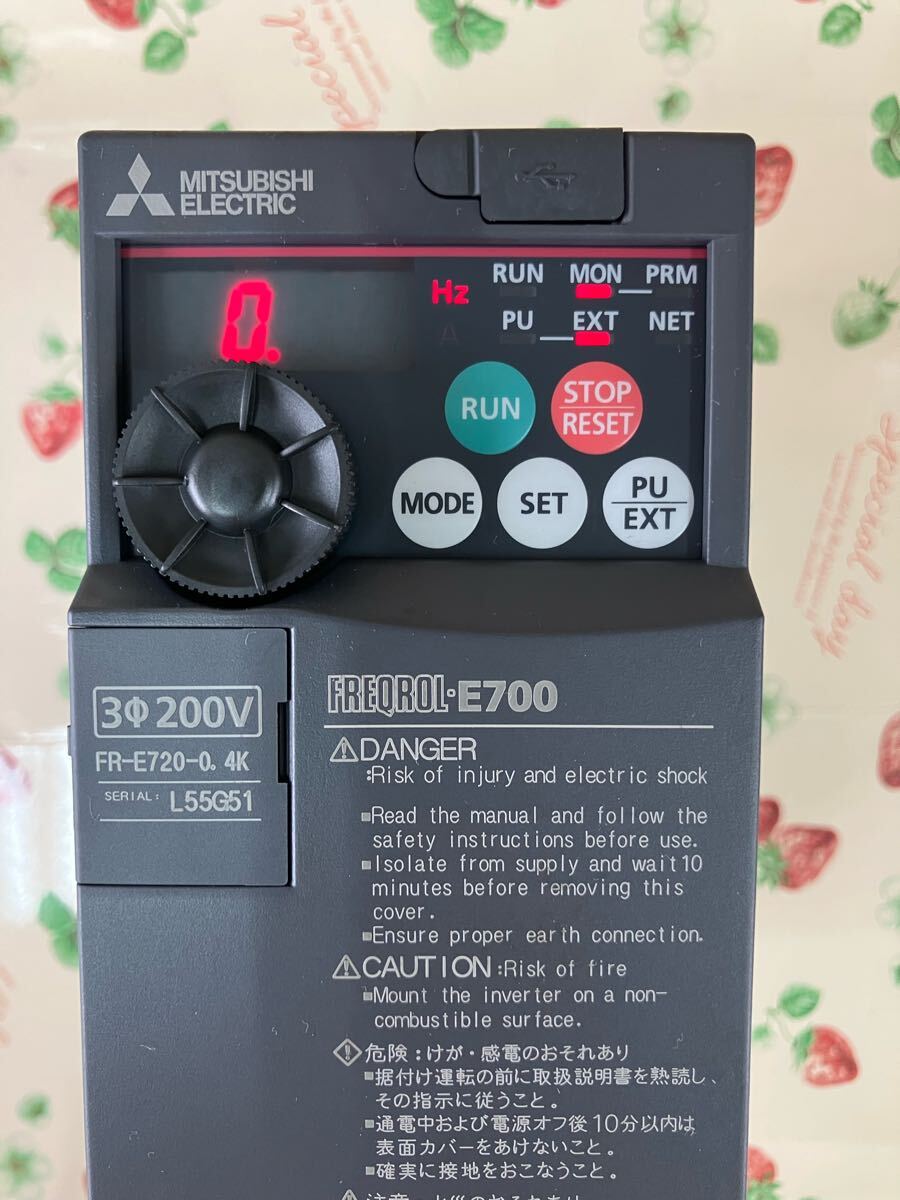 MITSUBISHI
ELECTRIC
0.
Hz
A
RUN MON PRM
PU EXT NET
RUN
STOP
RESET
MODE
SET
PU
EXT
3Φ 200V
FR-E720-0.4K
SERIAL: L55G51
FREQROL-E700
DANGER
:Risk of injury and electric shock
Read the manual and follow the
safety instructions before use.
Isolate from supply and wait 10
minutes before removing this
cover.
Ensure proper earth connection.
CAUTION :Risk of fire
Mount the inverter on a non-
combustible surface.
危険:けが・感電のおそれあり
据付け運転の前に取扱説明書を熟読し、
その指示に従うこと。
通電中および電源オフ後10分以内は
表面カバーをあけないこと。
確実に接地をおこなうこと。
Special day